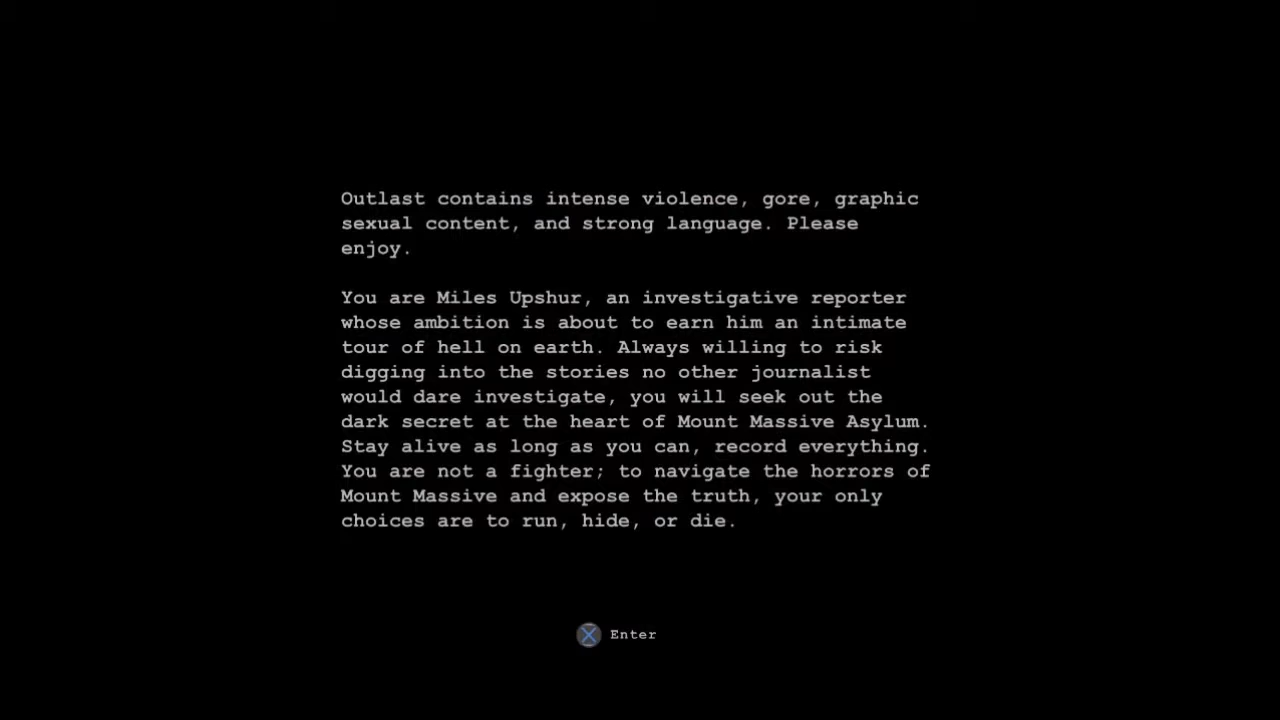 Outlast contains intense violence, gore, graphic
sexual content, and strong language. Please
enjoy.
You are Miles Upshur, an investigative reporter
whose ambition is about to earn him an intimate
tour of hell on earth. Always willing to risk
digging into the stories no other journalist
would dare investigate, you will seek out the
dark secret at the heart of Mount Massive Asylum.
Stay alive as long as you can, record everything.
You are not a fighter; to navigate the horrors of
Mount Massive and expose the truth, your only
choices are to run, hide, or die.
Enter